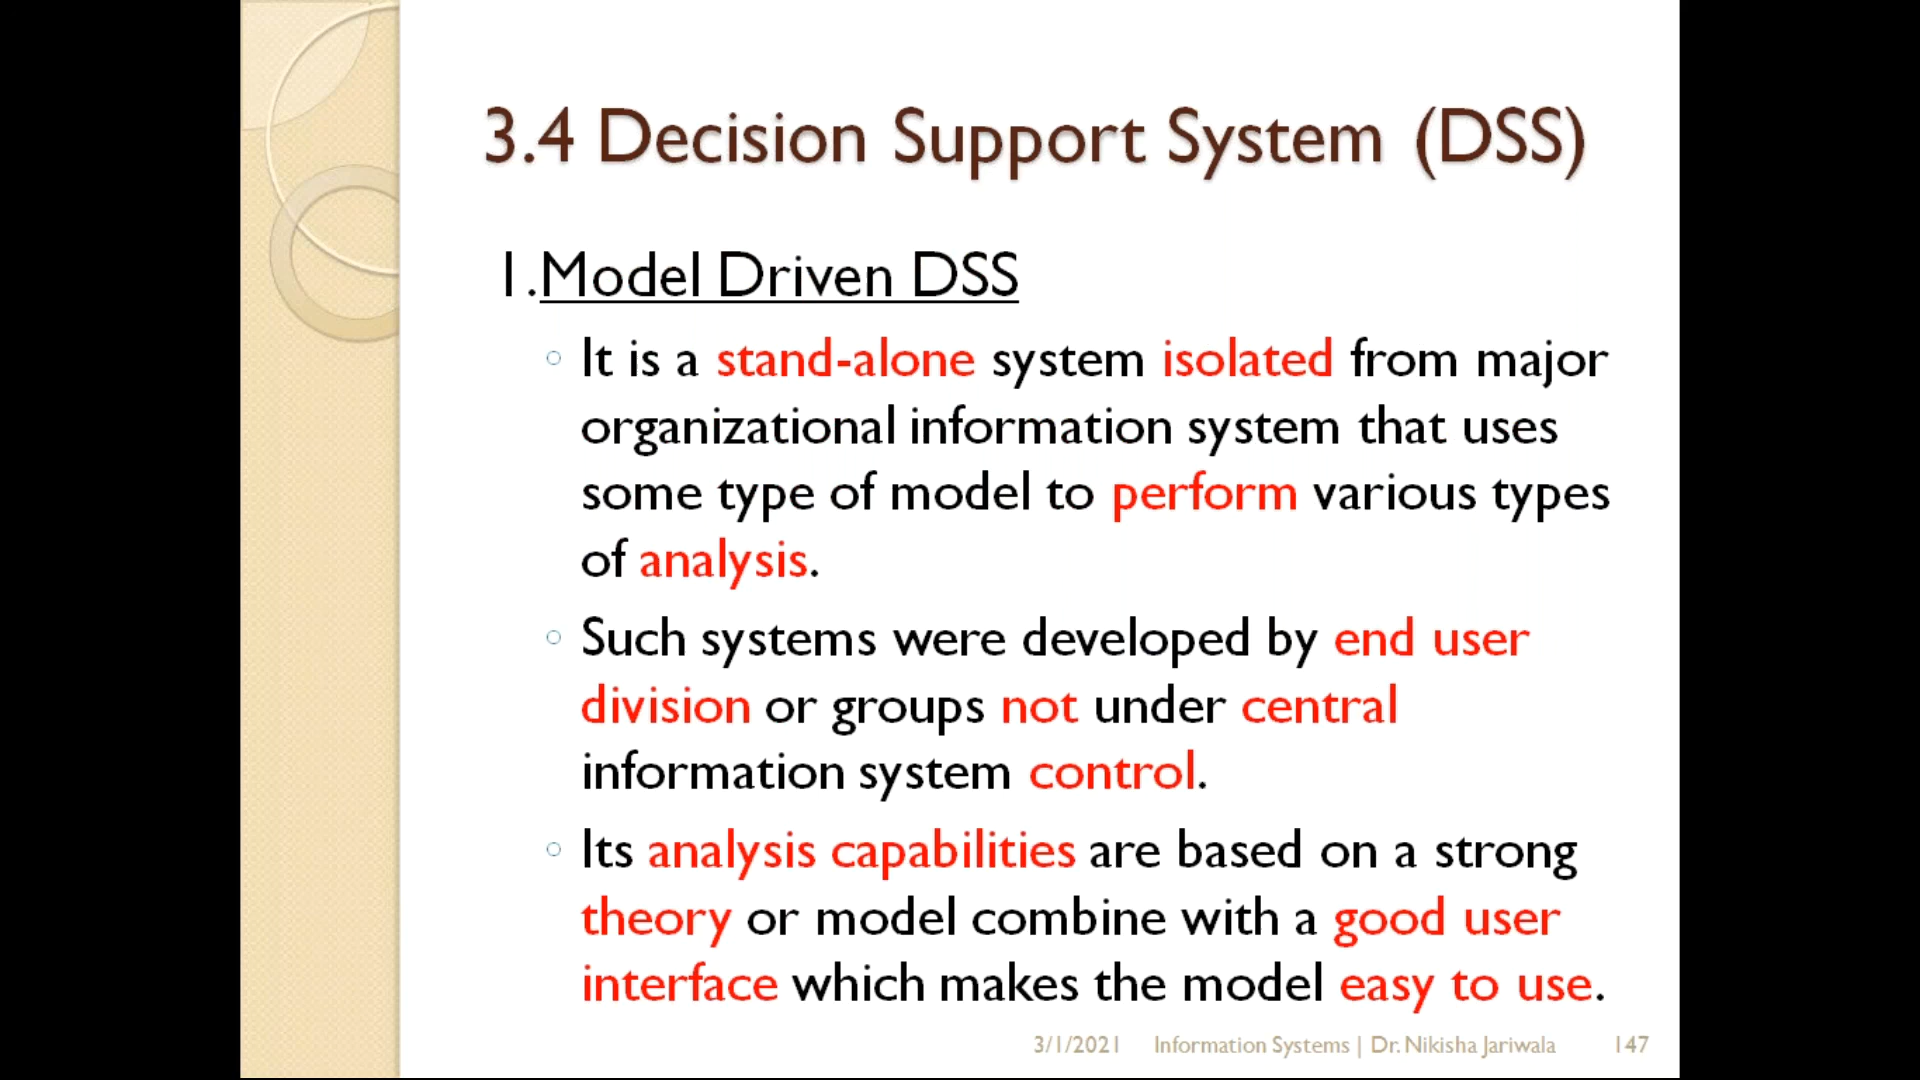 3.4 Decision Support System (DSS)
1.Model Driven DSS
It is a stand-alone system isolated from major
organizational information system that uses
some type of model to perform various types
of analysis.
Such systems were developed by end user
division or groups not under central
information system control.
Its analysis capabilities are based on a strong
theory or model combine with a good user
interface which makes the model easy to use.
3/1/2021 Information Systems | Dr. Nikisha Jariwala 147